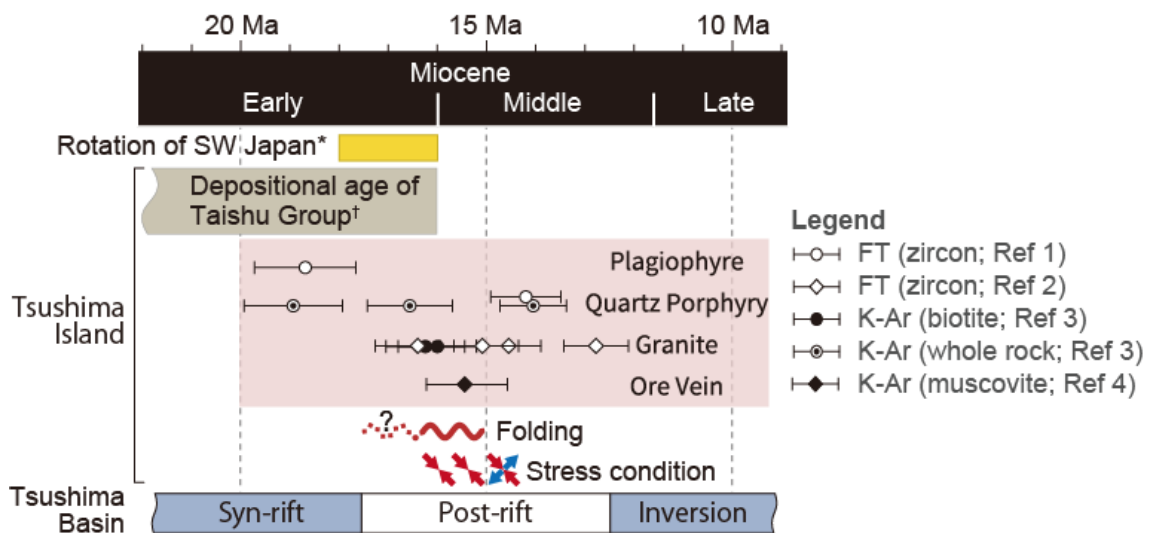 20 Ma 15 Ma 10 Ma
Miocene
Early Middle Late
Rotation of SW Japan*
Depositional age of
Taishu Group†
Legend
FT (zircon; Ref 1)
FT (zircon; Ref 2)
K-Ar (biotite; Ref 3)
K-Ar (whole rock; Ref 3)
K-Ar (muscovite; Ref 4)
Tsushima
Island
Plagiophyre
Quartz Porphyry
Granite
Ore Vein
?
Folding
Stress condition
Tsushima
Basin
Syn-rift Post-rift Inversion